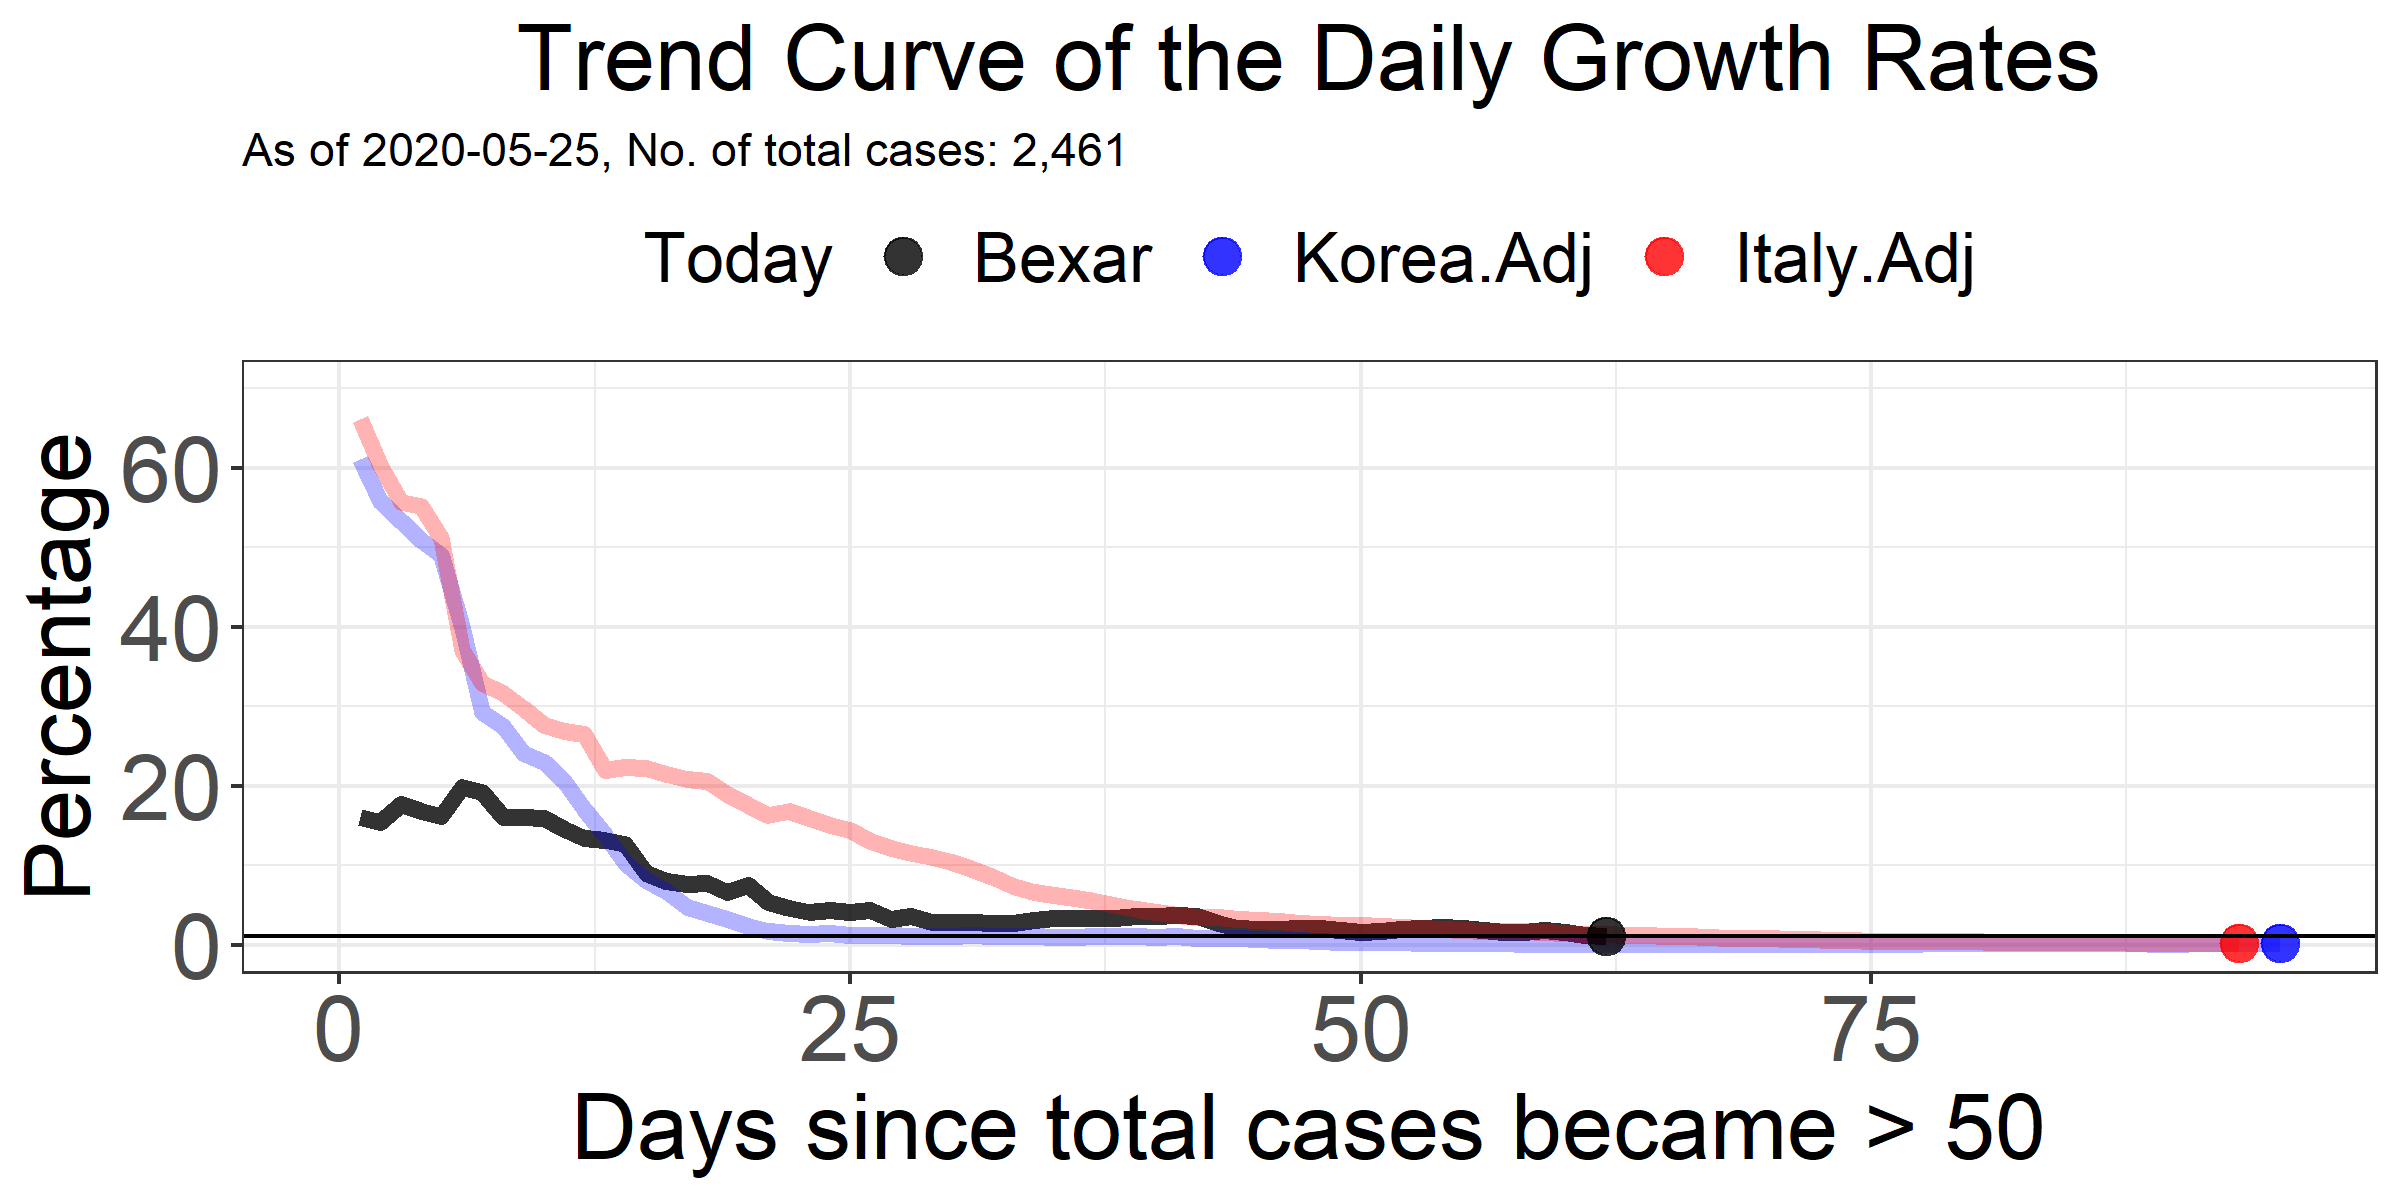 Trend Curve of the Daily Growth Rates
As of 2020-05-25, No. of total cases: 2,461
Today Bexar Korea.Adj Italy.Adj
Percentage
60
40
20
0
0 25 50 75
Days since total cases became > 50